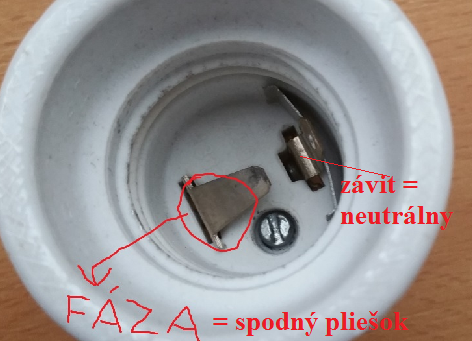 závit =
neutrálny
FÁZA = spodný pliešok